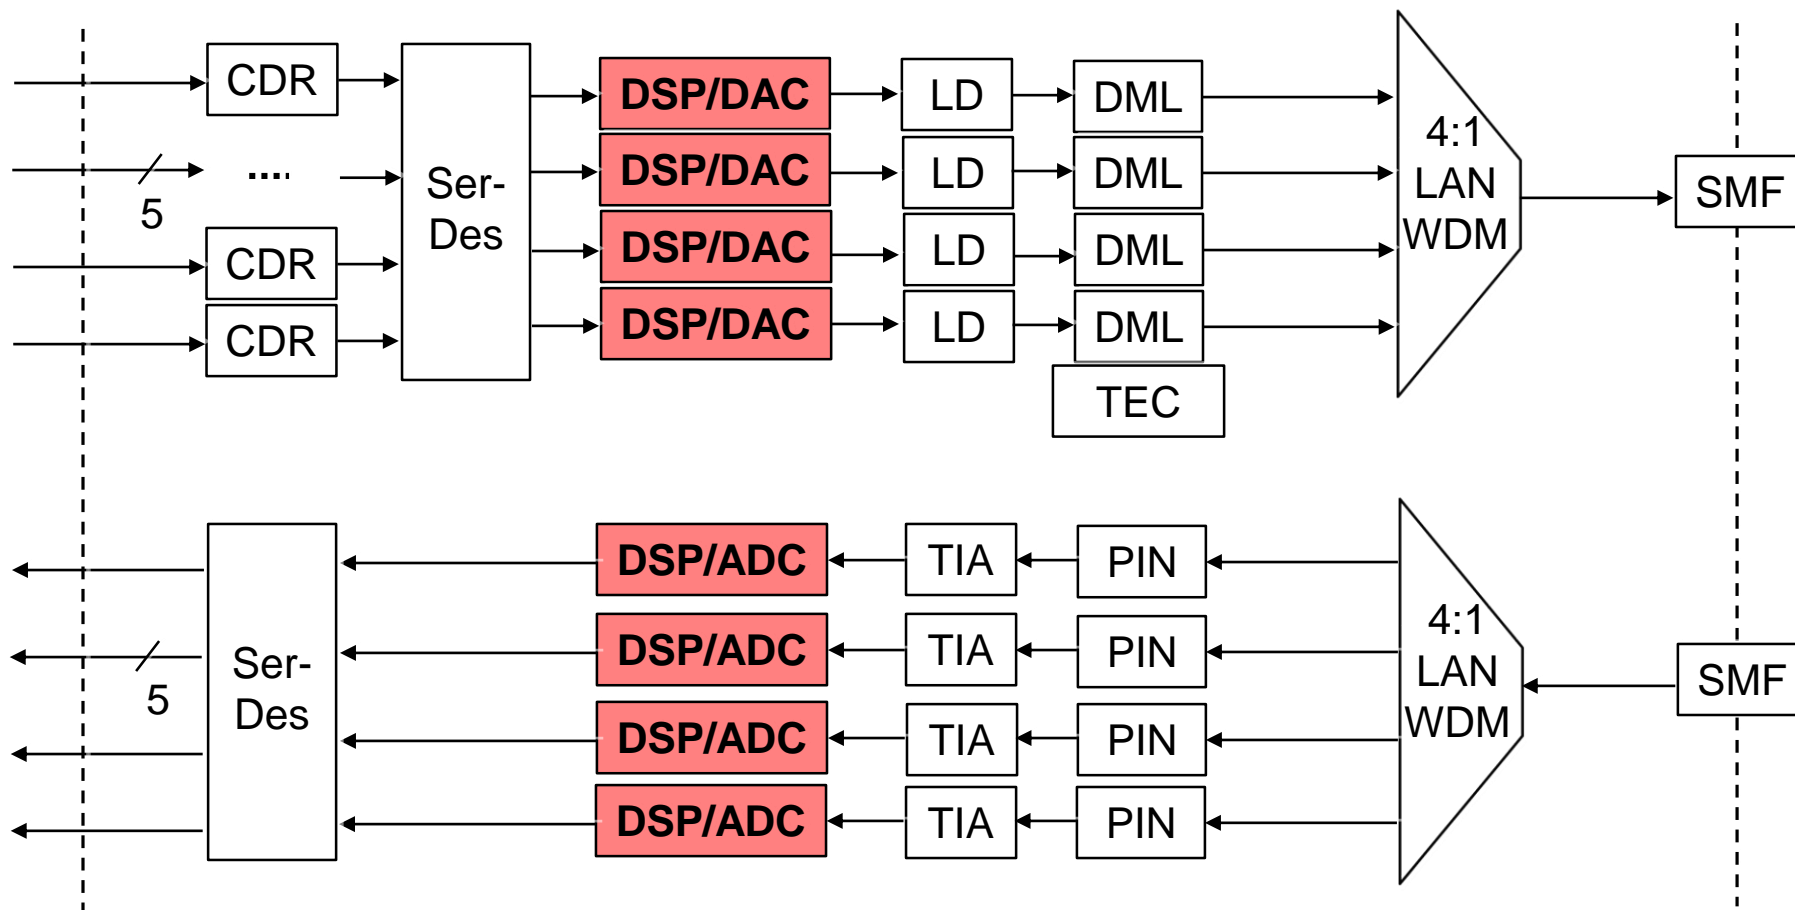 CDR
....
5
CDR
CDR
Ser-
Des
DSP/DAC
DSP/DAC
DSP/DAC
DSP/DAC
LD
LD
LD
LD
DML
DML
DML
DML
TEC
4:1
LAN
WDM
SMF
5
Ser-
Des
DSP/ADC
DSP/ADC
DSP/ADC
DSP/ADC
TIA
TIA
TIA
TIA
PIN
PIN
PIN
PIN
4:1
LAN
WDM
SMF